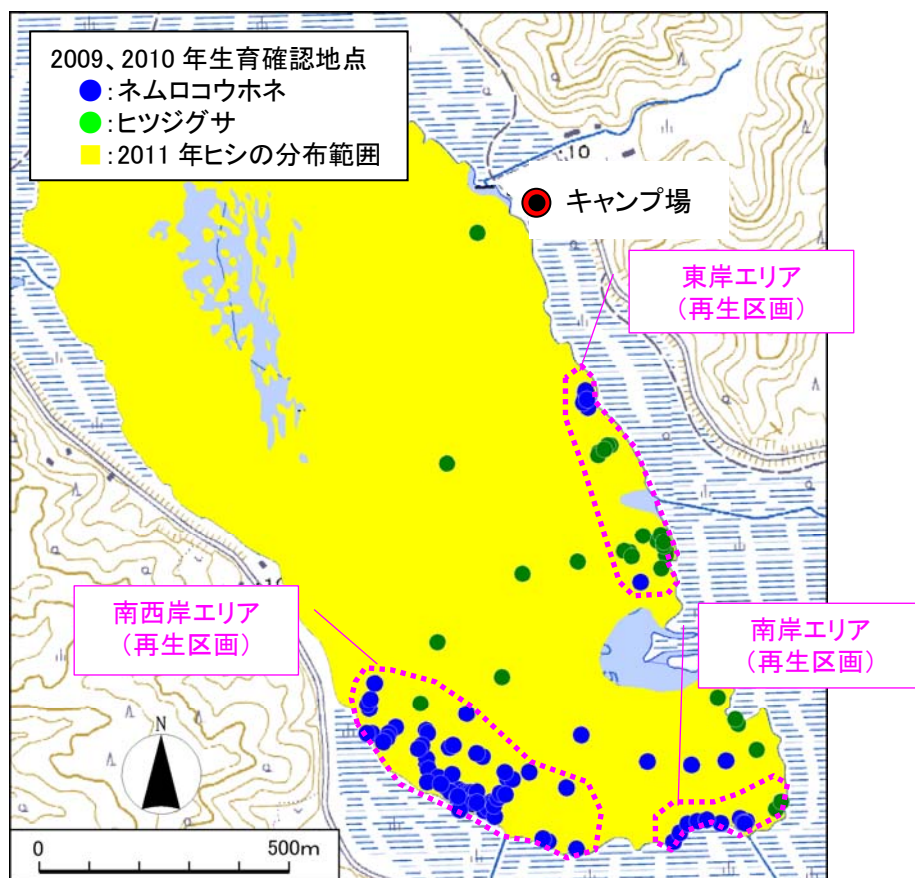 2009、2010 年生育確認地点
●:ネムロコウホネ
●:ヒツジグサ
■:2011 年ヒシの分布範囲
・10
キャンプ場
東岸エリア
(再生区画)
南西岸エリア
(再生区画)
南岸エリア
(再生区画)
N
0
500m